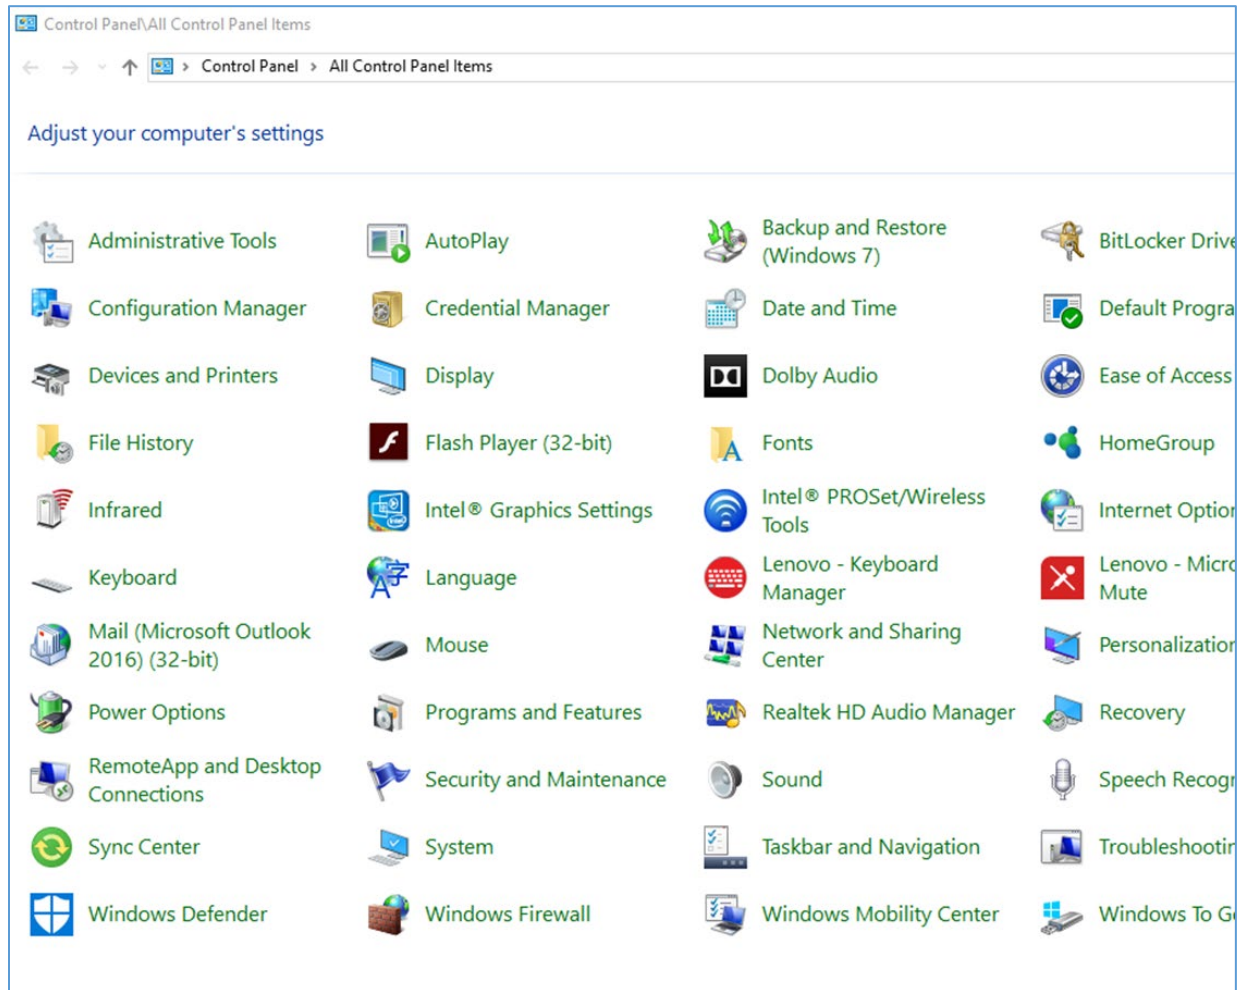 Control Panel\All Control Panel Items
Control Panel > All Control Panel Items
Adjust your computer's settings
Administrative Tools
AutoPlay
Backup and Restore
(Windows 7)
BitLocker Drive
Configuration Manager
Credential Manager
Date and Time
Default Progra
Devices and Printers
Display
Dolby Audio
Ease of Access
File History
Flash Player (32-bit)
Fonts
HomeGroup
Infrared
Intel® Graphics Settings
Intel® PROSet/Wireless
Tools
Internet Option
Keyboard
Language
Lenovo - Keyboard
Manager
Lenovo - Micro
Mute
Mail (Microsoft Outlook
2016) (32-bit)
Mouse
Network and Sharing
Center
Personalization
Power Options
Programs and Features
Realtek HD Audio Manager
Recovery
RemoteApp and Desktop
Connections
Security and Maintenance
Sound
Speech Recogn
Sync Center
System
Taskbar and Navigation
Troubleshootin
Windows Defender
Windows Firewall
Windows Mobility Center
Windows To G